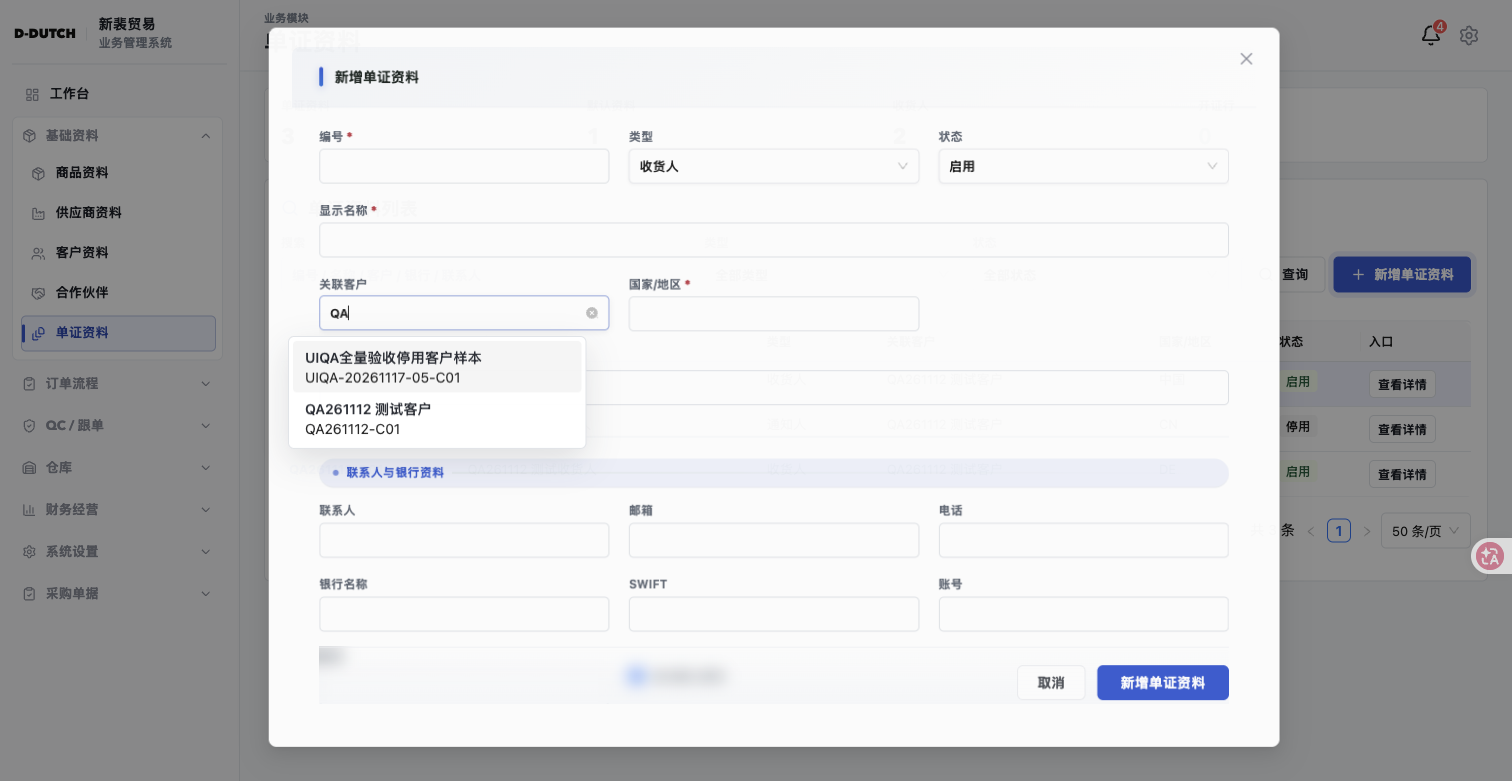 D-DUTCH
新裴贸易
业务管理系统
业务模块
单证资料
4
工作台
基础资料
商品资料
供应商资料
客户资料
合作伙伴
单证资料
订单流程
QC / 跟单
仓库
财务经营
系统设置
采购单据
新增单证资料
编号 *
类型
收货人
状态
启用
显示名称 *
关联客户
QA
国家/地区 *
UIQA全量验收停用客户样本
UIQA-20261117-05-C01
QA261112 测试客户
QA261112-C01
联系人与银行资料
联系人
邮箱
电话
银行名称
SWIFT
账号
取消
新增单证资料
查询
新增单证资料
状态
入口
启用
查看详情
停用
查看详情
启用
查看详情
条
1
50 条/页